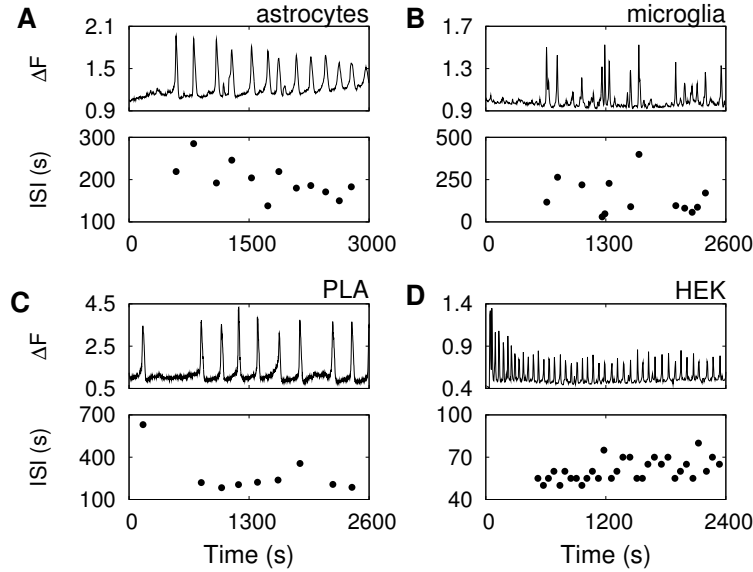 A
astrocytes
ΔF
2.1
1.5
0.9
ISI (s)
300
200
100
0
1500
3000
B
microglia
1.7
1.3
0.9
500
250
0
0
1300
2600
C
PLA
ΔF
4.5
2.5
0.5
ISI (s)
700
400
100
0
1300
2600
Time (s)
D
HEK
1.4
0.9
0.4
100
70
40
0
1200
2400
Time (s)